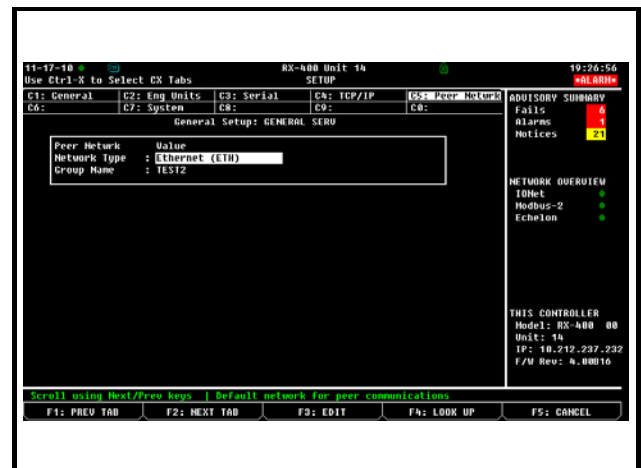 11-17-10 RX-400 Unit 14 19:26:56
Use Ctrl-X to Select CX Tabs SETUP *ALARM*
C1: General C2: Eng Units C3: Serial C4: TCP/IP C5: Peer Network
C6: C7: System C8: C9: C0:
General Setup: GENERAL SERV
Peer Netwrk Value
Network Type : Ethernet (ETH)
Group Name : TEST2
ADVISORY SUMMARY
Fails 6
Alarms 1
Notices 21
NETWORK OVERVIEW
IONet
Modbus-2
Echelon
THIS CONTROLLER
Model: RX-400 00
Unit: 14
IP: 10.212.237.232
F/W Rev: 4.00B16
Scroll using Next/Prev keys | Default network for peer communications
F1: PREV TAB F2: NEXT TAB F3: EDIT F4: LOOK UP F5: CANCEL